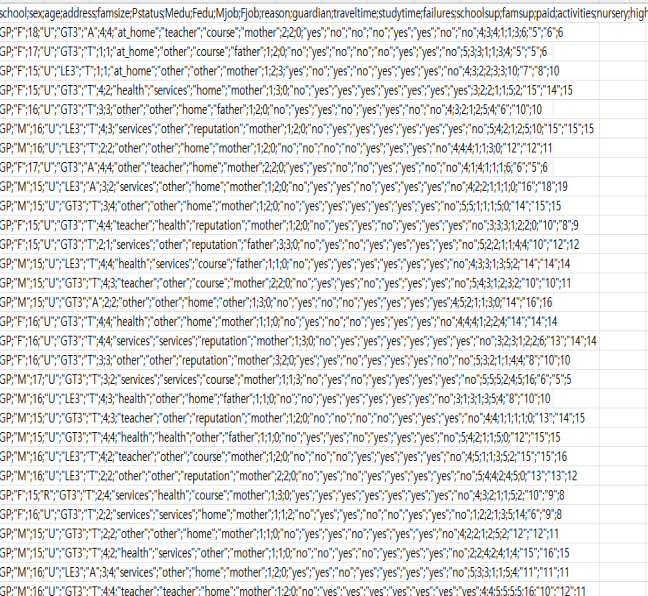 school;sex;age;address;famsize;Pstatus;Medu;Fedu;Mjob;Fjob;reason;guardian;traveltime;studytime;failures;schoolsup;famsup;paid;activities;nursery;high
GP;"F";18;"U";"GT3";"A";4;4;"at_home";"teacher";"course";"mother";2;2;0;"yes";"no";"no";"no";"yes";"yes";"no";"no";4;3;4;1;1;3;6;"5";"6";6
GP;"F";17;"U";"GT3";"T";1;1;"at_home";"other";"course";"father";1;2;0;"no";"yes";"no";"no";"no";"yes";"yes";"no";5;3;3;1;1;3;4;"5";"5";6
GP;"F";15;"U";"LE3";"T";1;1;"at_home";"other";"other";"mother";1;2;3;"yes";"no";"yes";"no";"yes";"yes";"yes";"no";4;3;2;2;3;3;10;"7";"8";10
GP;"F";15;"U";"GT3";"T";4;2;"health";"services";"home";"mother";1;3;0;"no";"yes";"yes";"yes";"yes";"yes";"yes";"yes";3;2;2;1;1;5;2;"15";"14";15
GP;"F";16;"U";"GT3";"T";3;3;"other";"other";"home";"father";1;2;0;"no";"yes";"yes";"no";"yes";"yes";"no";"no";4;3;2;1;2;5;4;"6";"10";10
GP;"M";16;"U";"LE3";"T";4;3;"services";"other";"reputation";"mother";1;2;0;"no";"yes";"yes";"yes";"yes";"yes";"yes";"no";5;4;2;1;2;5;10;"15";"15";15
GP;"M";16;"U";"LE3";"T";2;2;"other";"other";"home";"mother";1;2;0;"no";"no";"no";"no";"yes";"yes";"yes";"no";4;4;4;1;1;3;0;"12";"12";11
GP;"F";17;"U";"GT3";"A";4;4;"other";"teacher";"home";"mother";2;2;0;"yes";"yes";"no";"no";"yes";"yes";"no";"no";4;1;4;1;1;1;6;"6";"5";6
GP;"M";15;"U";"LE3";"A";3;2;"services";"other";"home";"mother";1;2;0;"no";"yes";"yes";"no";"yes";"yes";"yes";"no";4;2;2;1;1;1;0;"16";"18";19
GP;"M";15;"U";"GT3";"T";3;4;"other";"other";"home";"mother";1;2;0;"no";"yes";"yes";"yes";"yes";"yes";"yes";"no";5;5;1;1;1;5;0;"14";"15";15
GP;"F";15;"U";"GT3";"T";4;4;"teacher";"health";"reputation";"mother";1;2;0;"no";"yes";"yes";"no";"yes";"yes";"yes";"no";3;3;3;1;2;2;0;"10";"8";9
GP;"F";15;"U";"GT3";"T";2;1;"services";"other";"reputation";"father";3;3;0;"no";"yes";"no";"yes";"yes";"yes";"yes";"no";5;2;2;1;1;4;4;"10";"12";12
GP;"M";15;"U";"LE3";"T";4;4;"health";"services";"course";"father";1;1;0;"no";"yes";"yes";"yes";"yes";"yes";"yes";"no";4;3;3;1;3;5;2;"14";"14";14
GP;"M";15;"U";"GT3";"T";4;3;"teacher";"other";"course";"mother";2;2;0;"no";"yes";"yes";"no";"yes";"yes";"yes";"no";5;4;3;1;2;3;2;"10";"10";11
GP;"M";15;"U";"GT3";"A";2;2;"other";"other";"home";"other";1;3;0;"no";"yes";"no";"no";"yes";"yes";"yes";"yes";4;5;2;1;1;3;0;"14";"16";16
GP;"F";16;"U";"GT3";"T";4;4;"health";"other";"home";"mother";1;1;0;"no";"yes";"no";"no";"yes";"yes";"yes";"no";4;4;4;1;2;2;4;"14";"14";14
GP;"F";16;"U";"GT3";"T";4;4;"services";"services";"reputation";"mother";1;3;0;"no";"yes";"yes";"yes";"yes";"yes";"yes";"no";3;2;3;1;2;2;6;"13";"14";14
GP;"F";16;"U";"GT3";"T";3;3;"other";"other";"reputation";"mother";3;2;0;"yes";"yes";"no";"yes";"yes";"yes";"no";"no";5;3;2;1;1;4;4;"8";"10";10
GP;"M";17;"U";"GT3";"T";3;2;"services";"services";"course";"mother";1;1;3;"no";"yes";"no";"yes";"yes";"yes";"yes";"no";5;5;5;2;4;5;16;"6";"5";5
GP;"M";16;"U";"LE3";"T";4;3;"health";"other";"home";"father";1;1;0;"no";"no";"yes";"yes";"yes";"yes";"yes";"no";3;1;3;1;3;5;4;"8";"10";10
GP;"M";15;"U";"GT3";"T";4;3;"teacher";"other";"reputation";"mother";1;2;0;"no";"no";"no";"no";"yes";"yes";"yes";"no";4;4;1;1;1;1;0;"13";"14";15
GP;"M";15;"U";"GT3";"T";4;4;"health";"health";"other";"father";1;1;0;"no";"yes";"yes";"no";"yes";"yes";"yes";"no";5;4;2;1;1;5;0;"12";"15";15
GP;"M";16;"U";"LE3";"T";4;2;"teacher";"other";"course";"mother";1;2;0;"no";"no";"no";"yes";"yes";"yes";"yes";"no";4;5;1;1;3;5;2;"15";"15";16
GP;"M";16;"U";"LE3";"T";2;2;"other";"other";"reputation";"mother";2;2;0;"no";"yes";"no";"yes";"yes";"yes";"yes";"no";5;4;4;2;4;5;0;"13";"13";12
GP;"F";15;"R";"GT3";"T";2;4;"services";"health";"course";"mother";1;3;0;"yes";"yes";"yes";"yes";"yes";"yes";"yes";"no";4;3;2;1;1;5;2;"10";"9";8
GP;"F";16;"U";"GT3";"T";2;2;"services";"services";"home";"mother";1;1;2;"no";"yes";"yes";"no";"no";"yes";"yes";"no";1;2;2;1;3;5;14;"6";"9";8
GP;"M";15;"U";"GT3";"T";2;2;"other";"other";"home";"mother";1;1;0;"no";"yes";"yes";"no";"yes";"yes";"yes";"no";4;2;2;1;2;5;2;"12";"12";11
GP;"M";15;"U";"GT3";"T";4;2;"health";"services";"other";"mother";1;1;0;"no";"no";"yes";"no";"yes";"yes";"yes";"no";2;2;4;2;4;1;4;"15";"16";15
GP;"M";16;"U";"LE3";"A";3;4;"services";"other";"home";"mother";1;2;0;"yes";"yes";"no";"yes";"yes";"yes";"yes";"no";5;3;3;1;1;5;4;"11";"11";11
GP;"M";16;"U";"GT3";"T";4;4;"teacher";"teacher";"home";"mother";1;2;0;"no";"yes";"yes";"yes";"yes";"yes";"yes";"yes";4;4;5;5;5;5;16;"10";"12";11